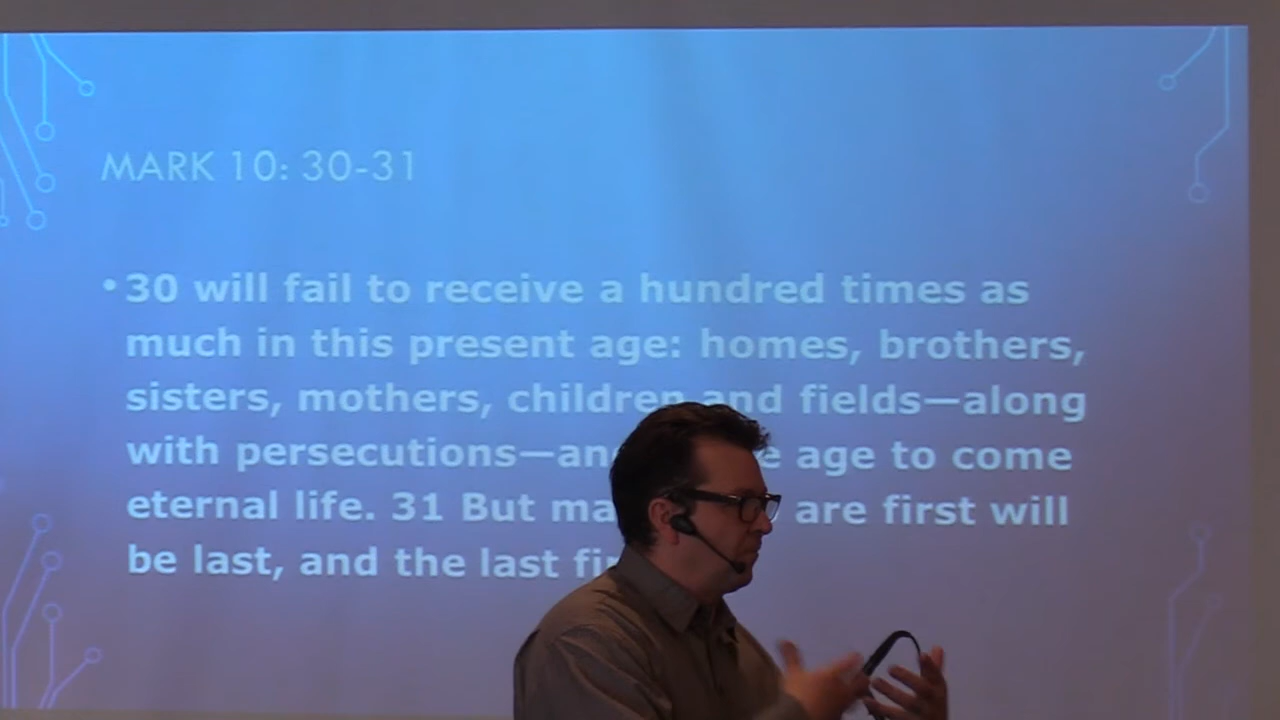 MARK 10: 30-31
• 30 will fail to receive a hundred times as
much in this present age: homes, brothers,
sisters, mothers, children and fields—along
with persecutions—an age to come
eternal life. 31 But are first will
be last, and the last